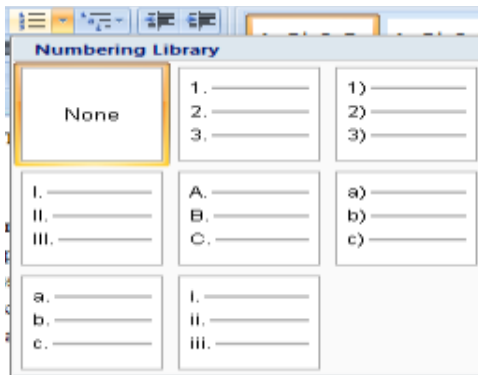 Numbering Library
None
1.
2.
3.
1)
2)
3)
I.
II.
III.
A.
B.
C.
a)
b)
c)
a.
b.
c.
i.
ii.
iii.